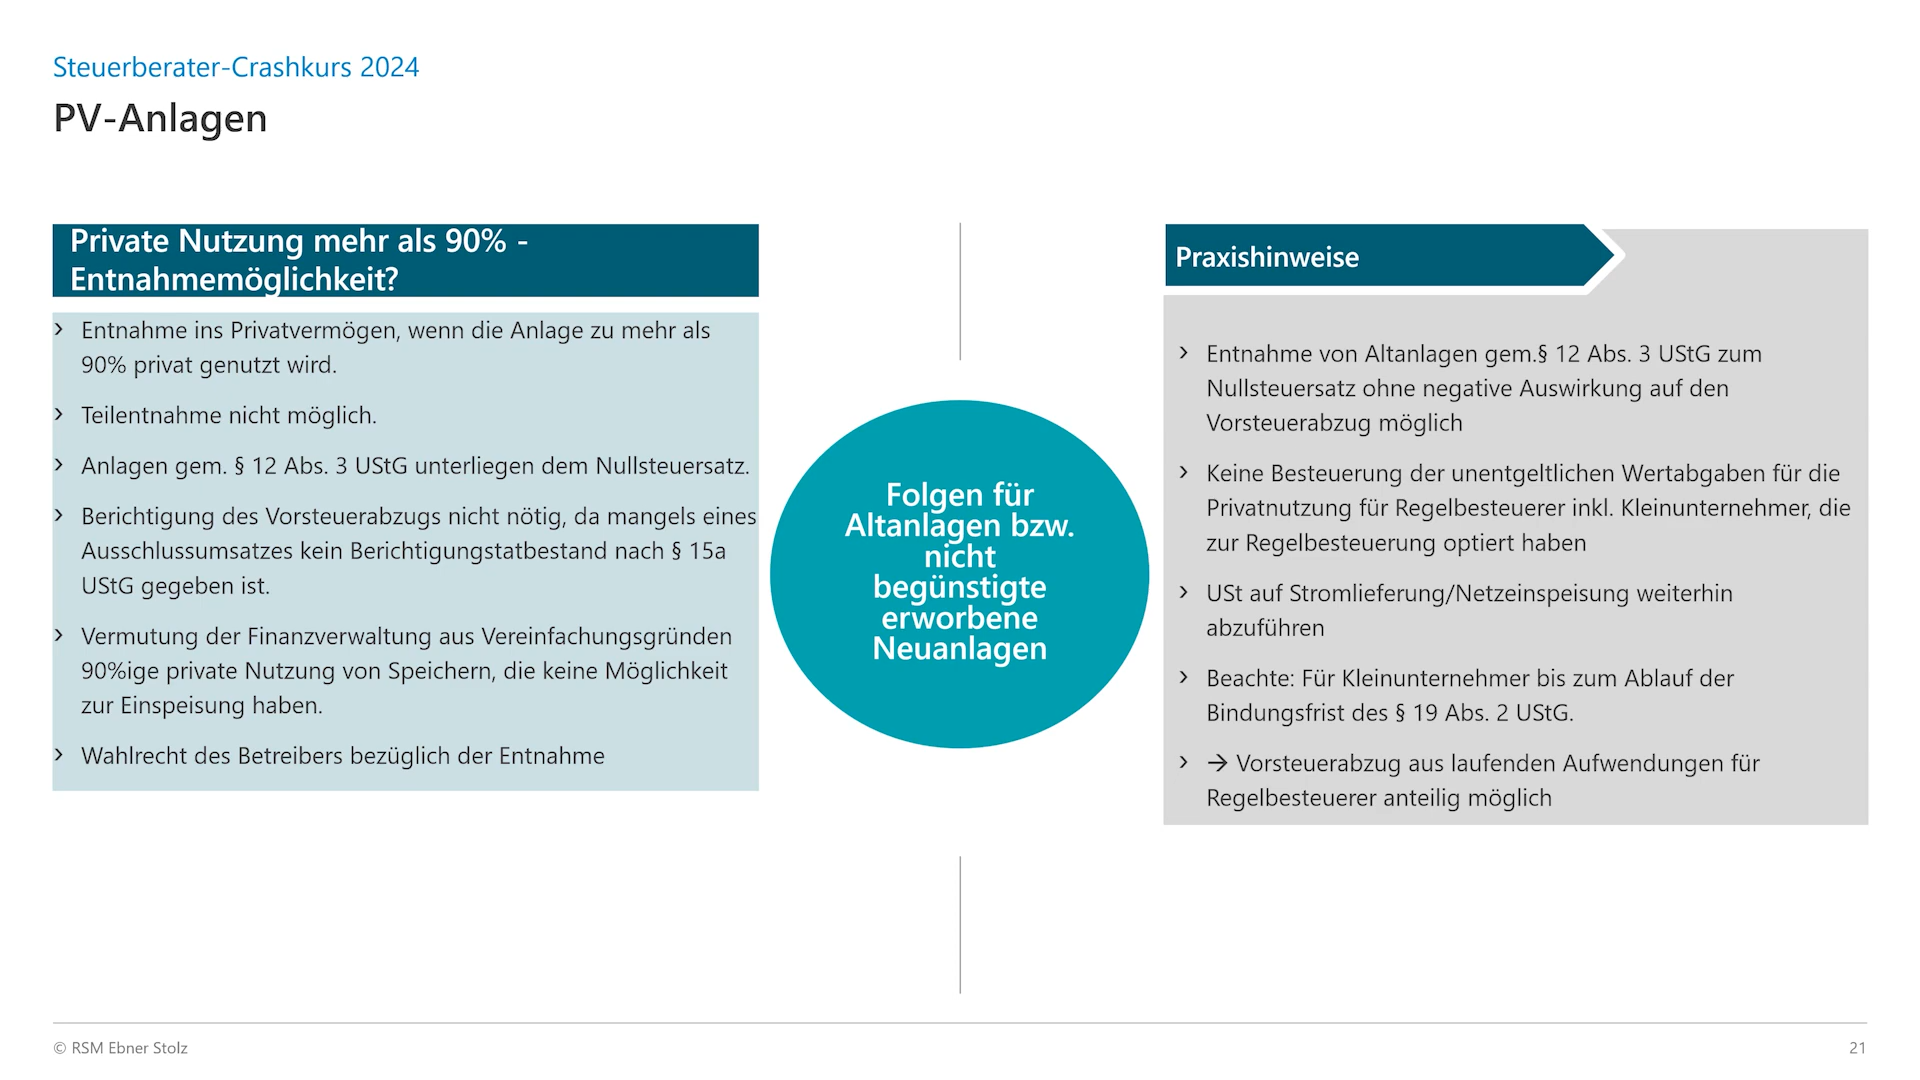 Steuerberater-Crashkurs 2024
PV-Anlagen
Private Nutzung mehr als 90% -
Entnahmemöglichkeit?
› Entnahme ins Privatvermögen, wenn die Anlage zu mehr als
90% privat genutzt wird.
› Teilentnahme nicht möglich.
› Anlagen gem. § 12 Abs. 3 UStG unterliegen dem Nullsteuersatz.
› Berichtigung des Vorsteuerabzugs nicht nötig, da mangels eines
Ausschlussumsatzes kein Berichtigungstatbestand nach § 15a
UStG gegeben ist.
› Vermutung der Finanzverwaltung aus Vereinfachungsgründen
90%ige private Nutzung von Speichern, die keine Möglichkeit
zur Einspeisung haben.
› Wahlrecht des Betreibers bezüglich der Entnahme
Folgen für
Altanlagen bzw.
nicht
begünstigte
erworbene
Neuanlagen
Praxishinweise
› Entnahme von Altanlagen gem.§ 12 Abs. 3 UStG zum
Nullsteuersatz ohne negative Auswirkung auf den
Vorsteuerabzug möglich
› Keine Besteuerung der unentgeltlichen Wertabgaben für die
Privatnutzung für Regelbesteuerer inkl. Kleinunternehmer, die
zur Regelbesteuerung optiert haben
› USt auf Stromlieferung/Netzeinspeisung weiterhin
abzuführen
› Beachte: Für Kleinunternehmer bis zum Ablauf der
Bindungsfrist des § 19 Abs. 2 UStG.
› → Vorsteuerabzug aus laufenden Aufwendungen für
Regelbesteuerer anteilig möglich
© RSM Ebner Stolz
21